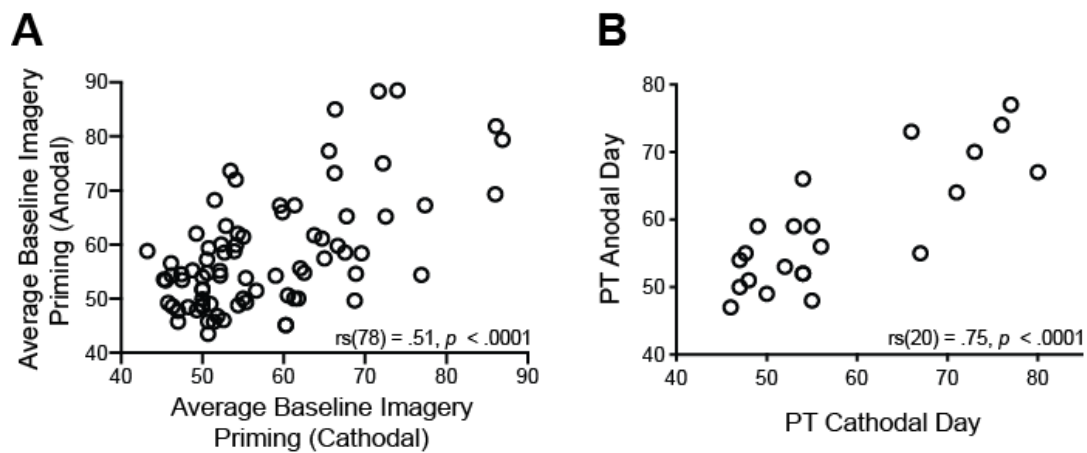 A
Average Baseline Imagery
Priming (Anodal)
90
80
70
60
50
40
40 50 60 70 80 90
rs(78) = .51, p < .0001
Average Baseline Imagery
Priming (Cathodal)
B
PT Anodal Day
80
70
60
50
40
40 50 60 70 80
rs(20) = .75, p < .0001
PT Cathodal Day